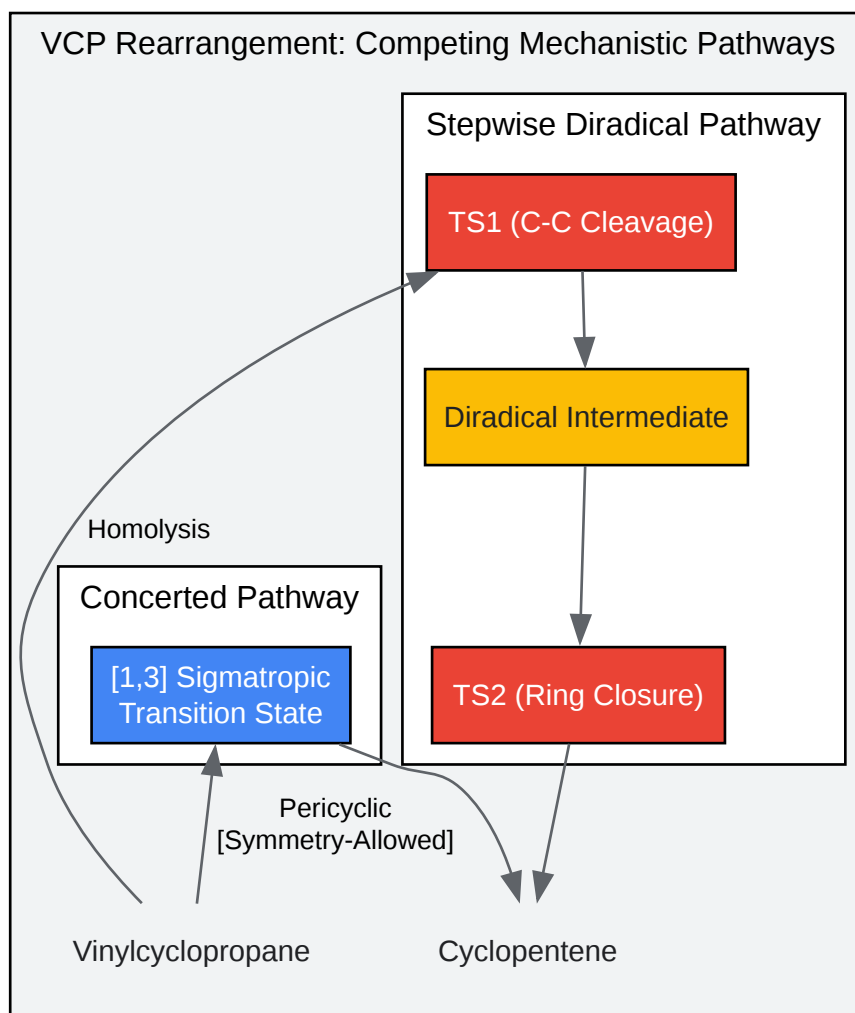 VCP Rearrangement: Competing Mechanistic Pathways
Stepwise Diradical Pathway
TS1 (C-C Cleavage)
Diradical Intermediate
Homolysis
Concerted Pathway
[1,3] Sigmatropic
Transition State
TS2 (Ring Closure)
Pericyclic
[Symmetry-Allowed]
Vinylcyclopropane
Cyclopentene